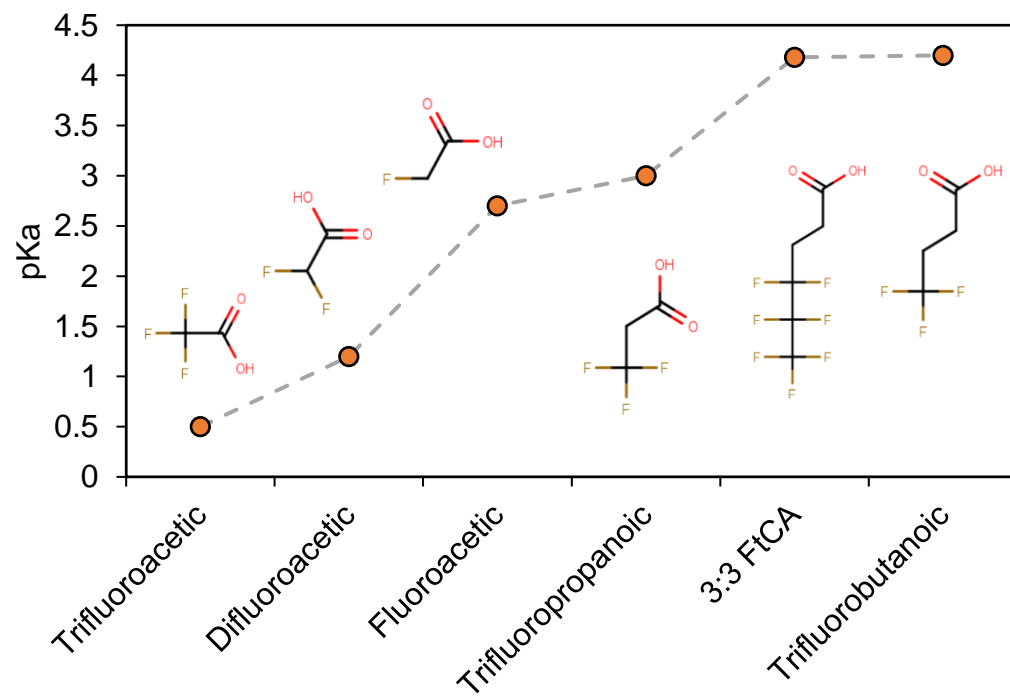 pKa
4.5
4
3.5
3
2.5
2
1.5
1
0.5
0
F
F
F
O
OH
HO
O
F
F
O
OH
F
OH
O
F
F
F
O
OH
F
F
F
F
F
F
F
O
OH
F
F
F
Trifluoroacetic
Difluoroacetic
Fluoroacetic
Trifluoropropanoic
3:3 FtCA
Trifluorobutanoic